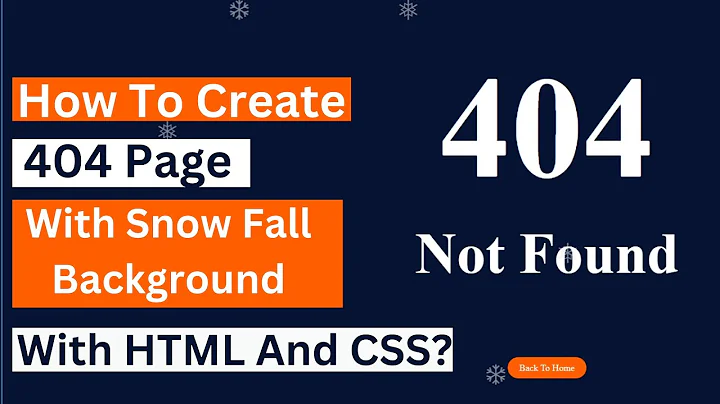 How To Create
404 Page
With Snow Fall
Background
With HTML And CSS?
404
Not Found
Back To Home